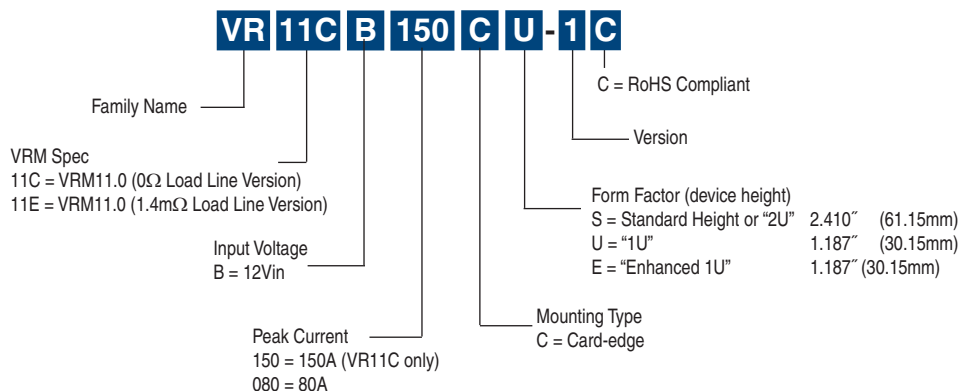 VR 11C B 150 C U - 1 C
C = RoHS Compliant
Family Name
Version
VRM Spec
11C = VRM11.0 (0Ω Load Line Version)
11E = VRM11.0 (1.4mΩ Load Line Version)
Form Factor (device height)
S = Standard Height or “2U” 2.410˝ (61.15mm)
U = “1U” 1.187˝ (30.15mm)
E = “Enhanced 1U” 1.187˝ (30.15mm)
Input Voltage
B = 12Vin
Mounting Type
C = Card-edge
Peak Current
150 = 150A (VR11C only)
080 = 80A